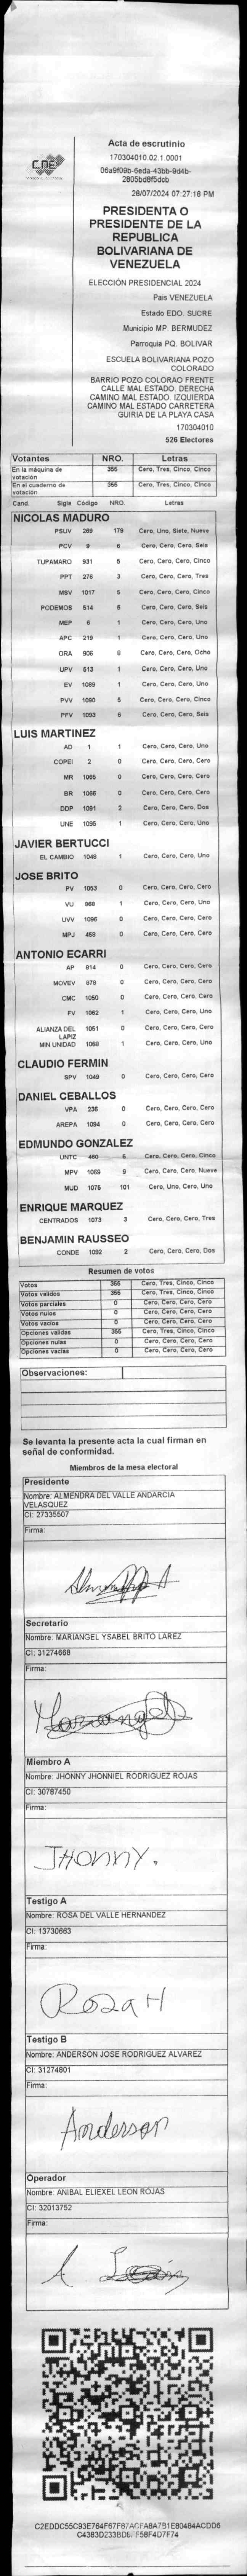 CNE
Acta de escrutinio
170304010.02.1.0001
2805bd8f5dcb
28/07/2024 07:27:18 PM
PRESIDENTA O
PRESIDENTE DE LA
REPUBLICA
BOLIVARIANA DE
VENEZUELA
ELECCIÓN PRESIDENCIAL 2024
Pais VENEZUELA
Estado EDO. SUCRE
Municipio MP. BERMUDEZ
Parroquia PQ. BOLIVAR
ESCUELA BOLIVARIANA POZO
COLORADO
BARRIO POZO COLORAO FRENTE
CALLE MAL ESTADO. DERECHA
CAMINO MAL ESTADO. IZQUIERDA
CAMINO MAL ESTADO CARRETERA
GUIRIA DE LA PLAYA CASA
170304010
526 Electores
Votantes NRO. Letras
En la máquina de votación 355 Cero, Tres, Cinco, Cinco
En el cuaderno de votación 355 Cero, Tres, Cinco, Cinco
Cand. Sigla Código NRO. Letras
NICOLAS MADURO
PSUV 269 179 Cero, Uno, Siete, Nueve
PCV 9 6 Cero, Cero, Cero, Seis
TUPAMARO 931 5 Cero, Cero, Cero, Cinco
PPT 276 3 Cero, Cero, Cero, Tres
MSV 1017 5 Cero, Cero, Cero, Cinco
PODEMOS 514 6 Cero, Cero, Cero, Seis
MEP 6 1 Cero, Cero, Cero, Uno
APC 219 1 Cero, Cero, Cero, Uno
ORA 906 8 Cero, Cero, Cero, Ocho
UPV 513 1 Cero, Cero, Cero, Uno
EV 1089 1 Cero, Cero, Cero, Uno
PVV 1090 5 Cero, Cero, Cero, Cinco
PFV 1093 6 Cero, Cero, Cero, Seis
LUIS MARTINEZ
AD 1 1 Cero, Cero, Cero, Uno
COPEI 2 0 Cero, Cero, Cero, Cero
MR 1065 0 Cero, Cero, Cero, Cero
BR 1066 0 Cero, Cero, Cero, Cero
DDP 1091 2 Cero, Cero, Cero, Dos
UNE 1095 1 Cero, Cero, Cero, Uno
JAVIER BERTUCCI
EL CAMBIO 1048 1 Cero, Cero, Cero, Uno
JOSE BRITO
PV 1053 0 Cero, Cero, Cero, Cero
VU 968 1 Cero, Cero, Cero, Uno
UVV 1096 0 Cero, Cero, Cero, Cero
MPJ 459 0 Cero, Cero, Cero, Cero
ANTONIO ECARRI
AP 814 0 Cero, Cero, Cero, Cero
MOVEV 979 0 Cero, Cero, Cero, Cero
CMC 1050 0 Cero, Cero, Cero, Cero
FV 1062 1 Cero, Cero, Cero, Uno
ALIANZA DEL LAPIZ 1051 0 Cero, Cero, Cero, Cero
MIN UNIDAD 1088 1 Cero, Cero, Cero, Uno
CLAUDIO FERMIN
SPV 1049 0 Cero, Cero, Cero, Cero
DANIEL CEBALLOS
VPA 236 0 Cero, Cero, Cero, Cero
AREPA 1094 0 Cero, Cero, Cero, Cero
EDMUNDO GONZALEZ
UNTC 460 5 Cero, Cero, Cero, Cinco
MPV 1069 9 Cero, Cero, Cero, Nueve
MUD 1075 101 Cero, Uno, Cero, Uno
ENRIQUE MARQUEZ
CENTRADOS 1073 3 Cero, Cero, Cero, Tres
BENJAMIN RAUSSEO
CONDE 1092 2 Cero, Cero, Cero, Dos
Resumen de votos
Votos 355 Cero, Tres, Cinco, Cinco
Votos validos 355 Cero, Tres, Cinco, Cinco
Votos parciales 0 Cero, Cero, Cero, Cero
Votos nulos 0 Cero, Cero, Cero, Cero
Votos vacíos 0 Cero, Cero, Cero, Cero
Opciones validas 355 Cero, Tres, Cinco, Cinco
Opciones nulas 0 Cero, Cero, Cero, Cero
Opciones vacias 0 Cero, Cero, Cero, Cero
Observaciones:
Se levanta la presente acta la cual firman en
señal de conformidad.
Miembros de la mesa electoral
Presidente
Nombre: ALMENDRA DEL VALLE ANDARCIA
VELASQUEZ
CI: 27335507
Firma:
Secretario
Nombre: MARIANGEL YSABEL BRITO LAREZ
CI: 31274668
Firma:
Mariangel
Miembro A
Nombre: JHONNY JHONNIEL RODRIGUEZ ROJAS
CI: 30787450
Firma:
JHonny.
Testigo A
Nombre: ROSA DEL VALLE HERNANDEZ
CI: 13730663
Firma:
Rosa H
Testigo B
Nombre: ANDERSON JOSE RODRIGUEZ ALVAREZ
CI: 31274801
Firma:
Anderson
Operador
Nombre: ANIBAL ELIEXEL LEON ROJAS
CI: 32013752
Firma:
A León